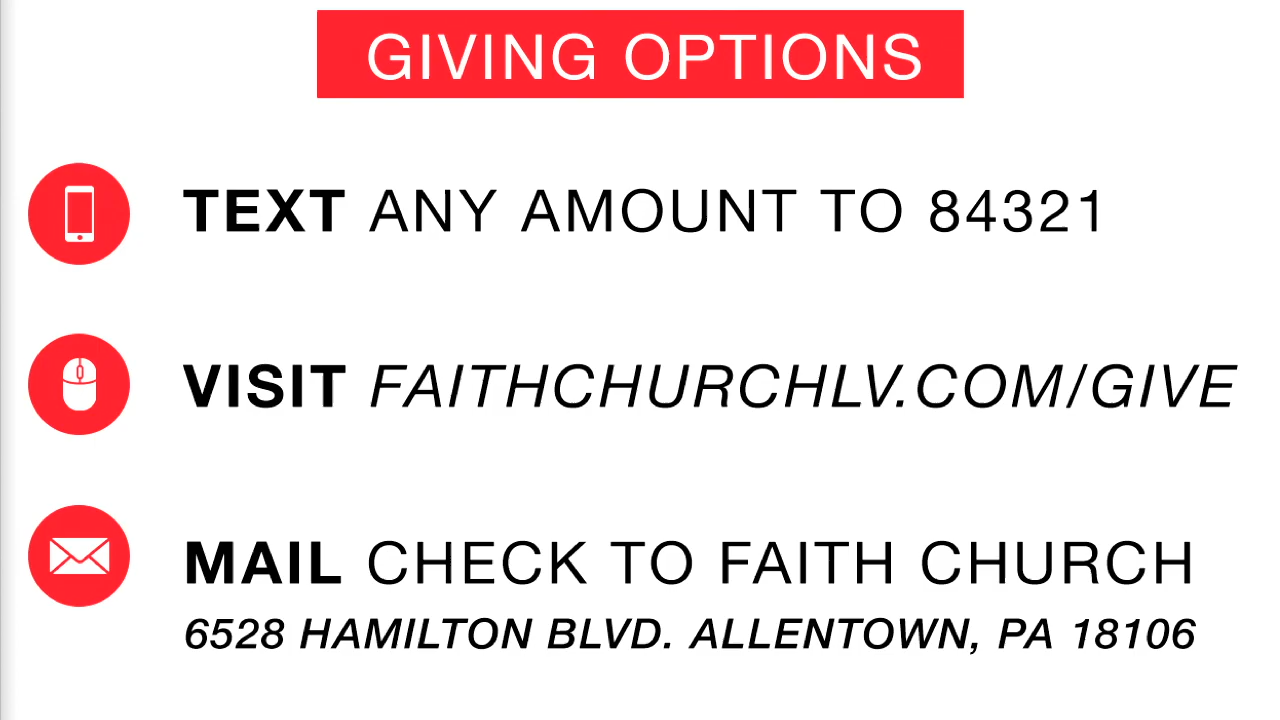 GIVING OPTIONS
TEXT ANY AMOUNT TO 84321
VISIT FAITHCHURCHLV.COM/GIVE
MAIL CHECK TO FAITH CHURCH
6528 HAMILTON BLVD. ALLENTOWN, PA 18106